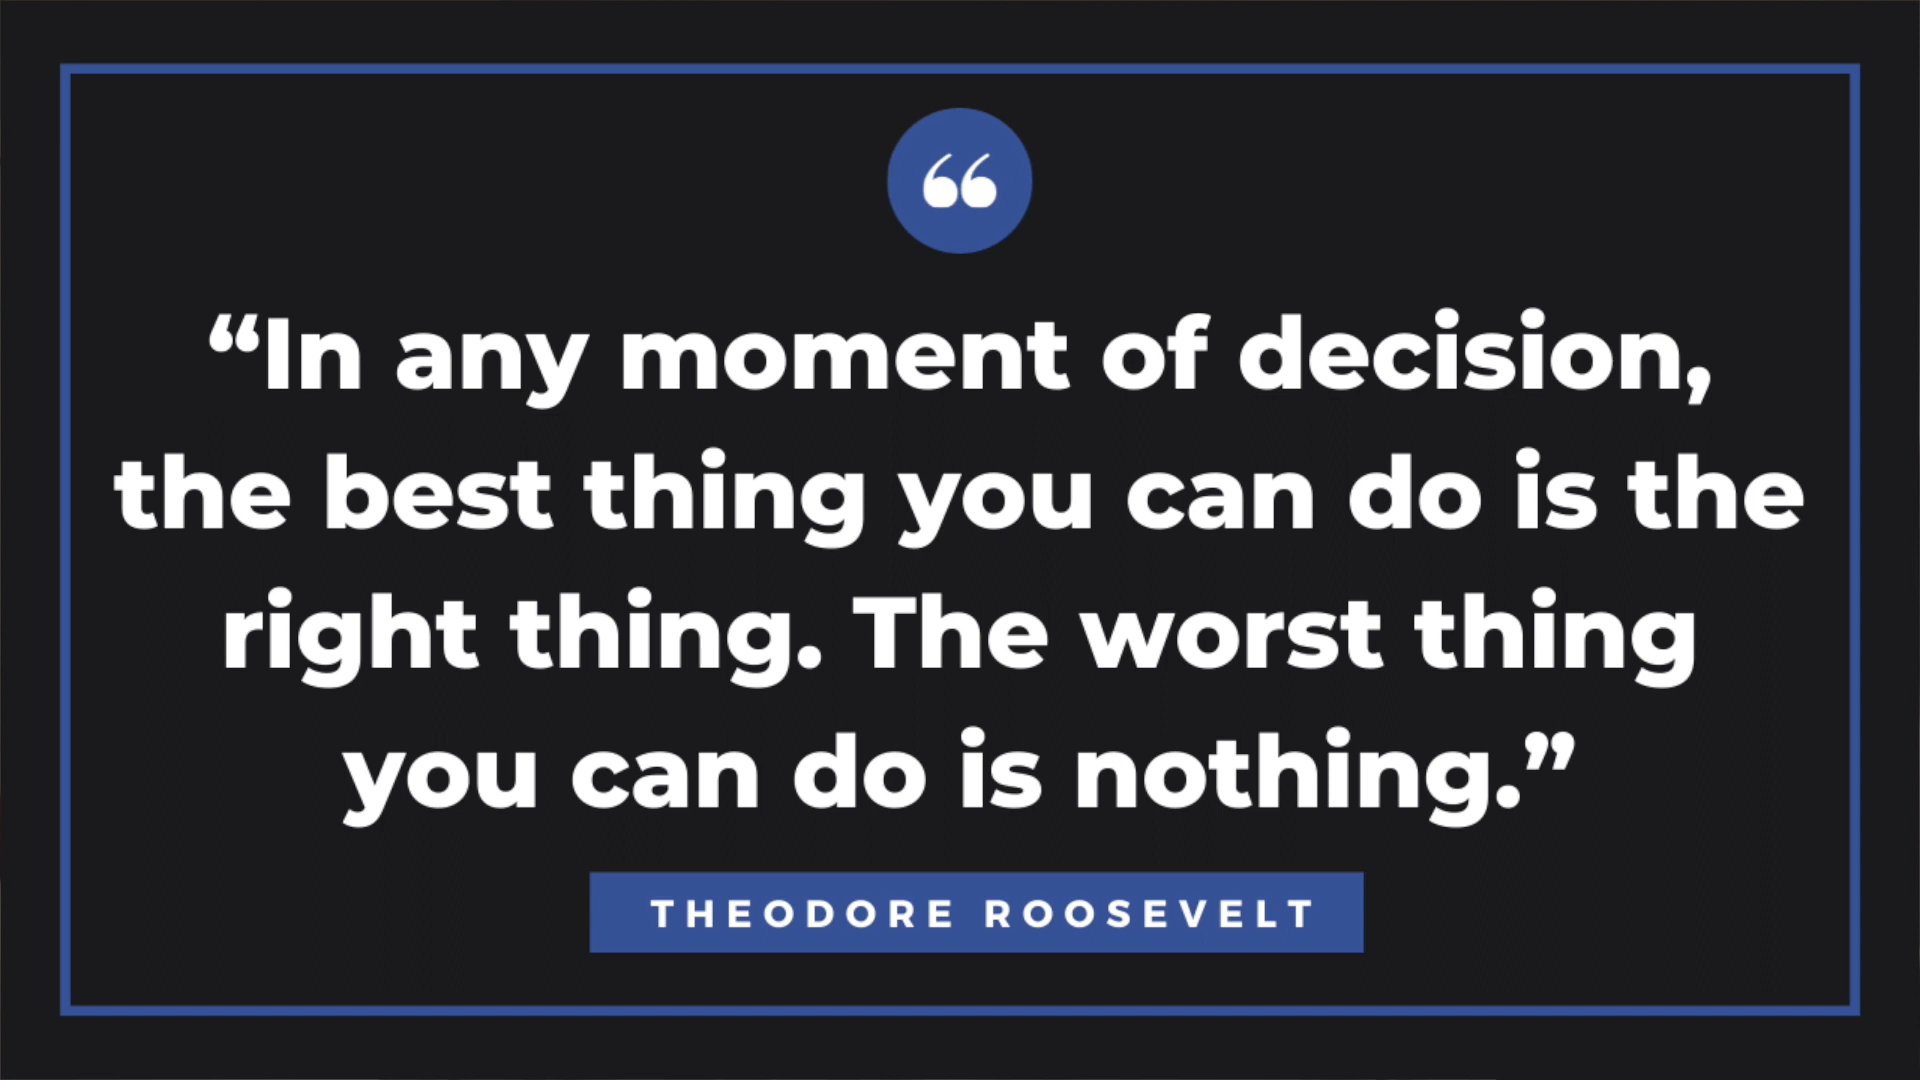 “
“In any moment of decision,
the best thing you can do is the
right thing. The worst thing
you can do is nothing.”
THEODORE ROOSEVELT